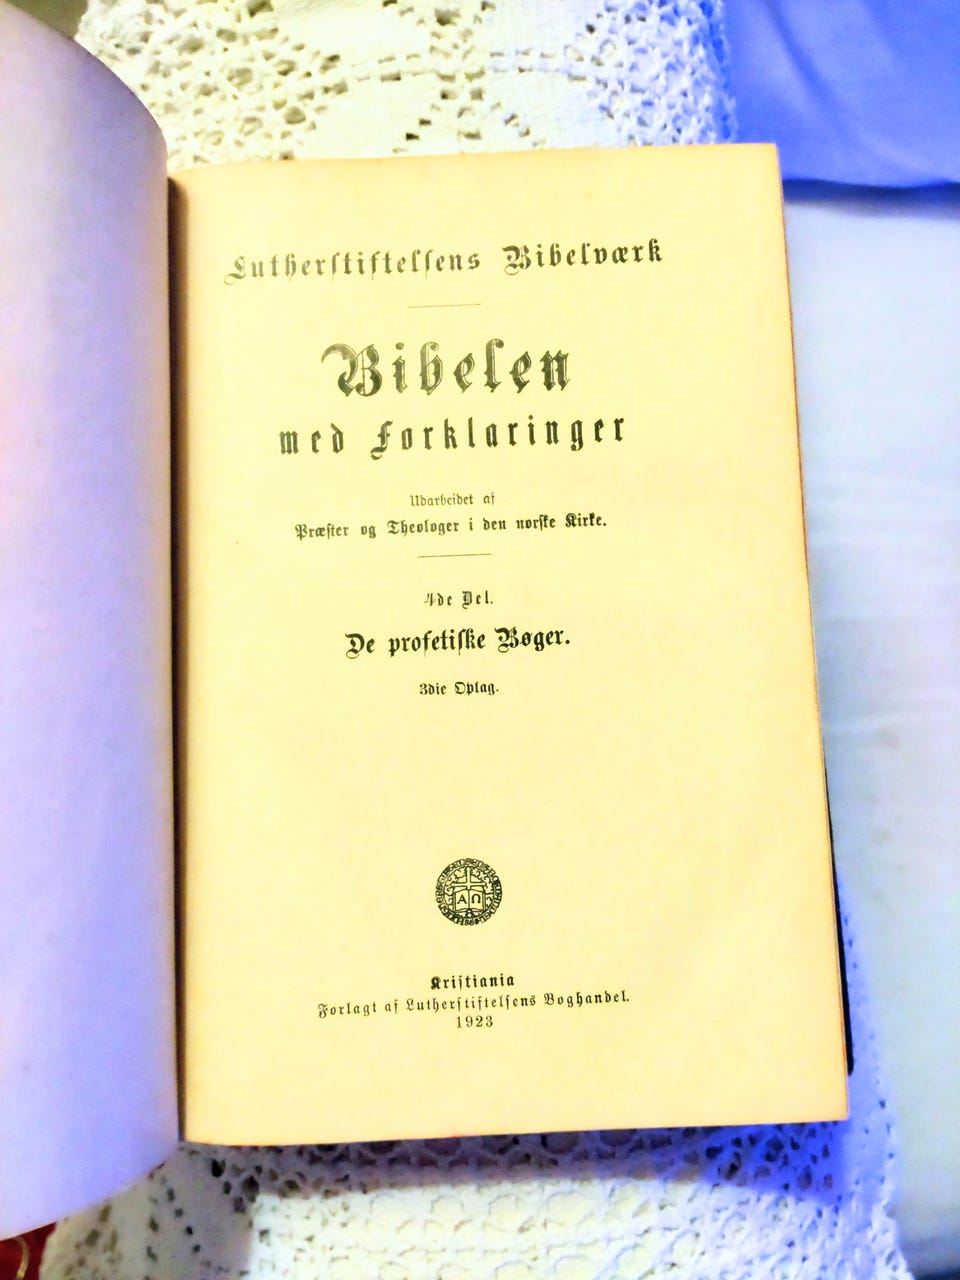 Lutherstiftelsens Bibelværk
Bibelen
med Forklaringer
Udarbeidet af
Præster og Theologer i den norske Kirke.
4de Del.
De profetiske Bøger.
3die Oplag.
Α Ω
Kristiania
Forlagt af Lutherstiftelsens Boghandel.
1923